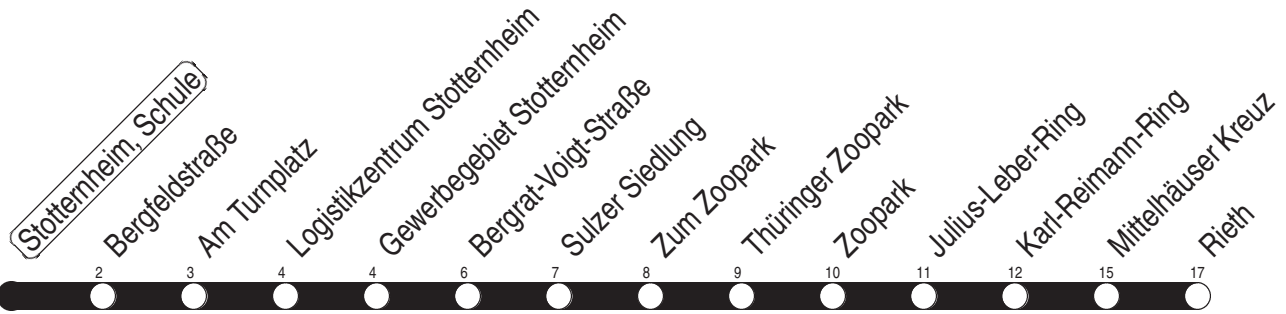 Stotternheim, Schule
Bergfeldstraße
Am Turnplatz
Logistikzentrum Stotternheim
Gewerbegebiet Stotternheim
Bergrat-Voigt-Straße
Sulzer Siedlung
Zum Zoopark
Thüringer Zoopark
Zoopark
Julius-Leber-Ring
Karl-Reimann-Ring
Mittelhäuser Kreuz
Rieth
2 3 4 4 6 7 8 9 10 11 12 15 17